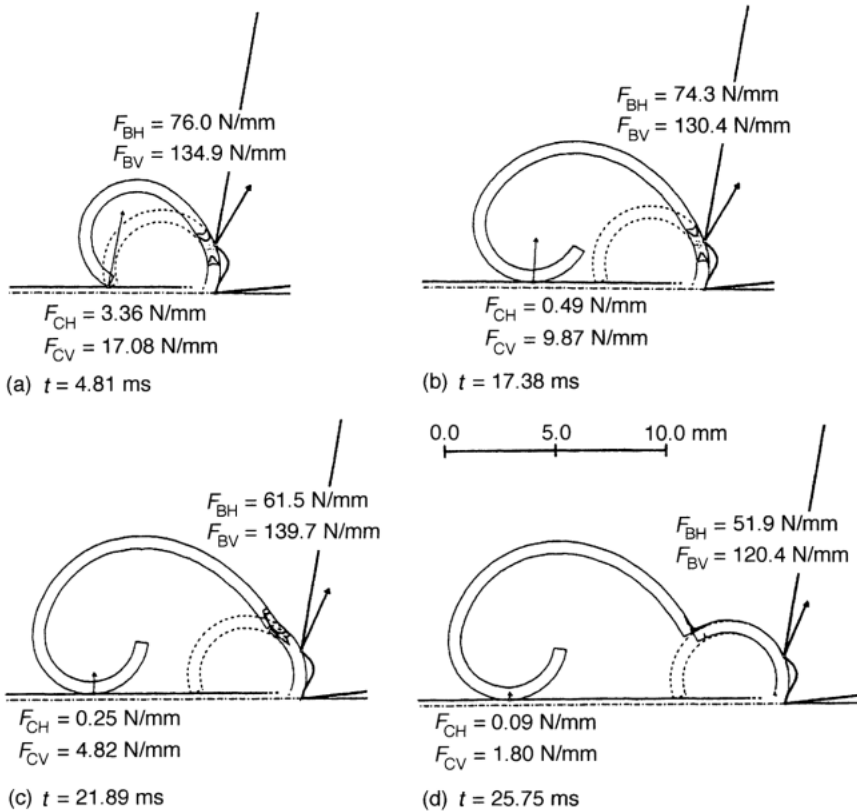 F_BH = 76.0 N/mm
F_BV = 134.9 N/mm
F_CH = 3.36 N/mm
F_CV = 17.08 N/mm
(a) t = 4.81 ms
F_BH = 74.3 N/mm
F_BV = 130.4 N/mm
F_CH = 0.49 N/mm
F_CV = 9.87 N/mm
(b) t = 17.38 ms
F_BH = 61.5 N/mm
F_BV = 139.7 N/mm
F_CH = 0.25 N/mm
F_CV = 4.82 N/mm
(c) t = 21.89 ms
0.0 5.0 10.0 mm
F_BH = 51.9 N/mm
F_BV = 120.4 N/mm
F_CH = 0.09 N/mm
F_CV = 1.80 N/mm
(d) t = 25.75 ms